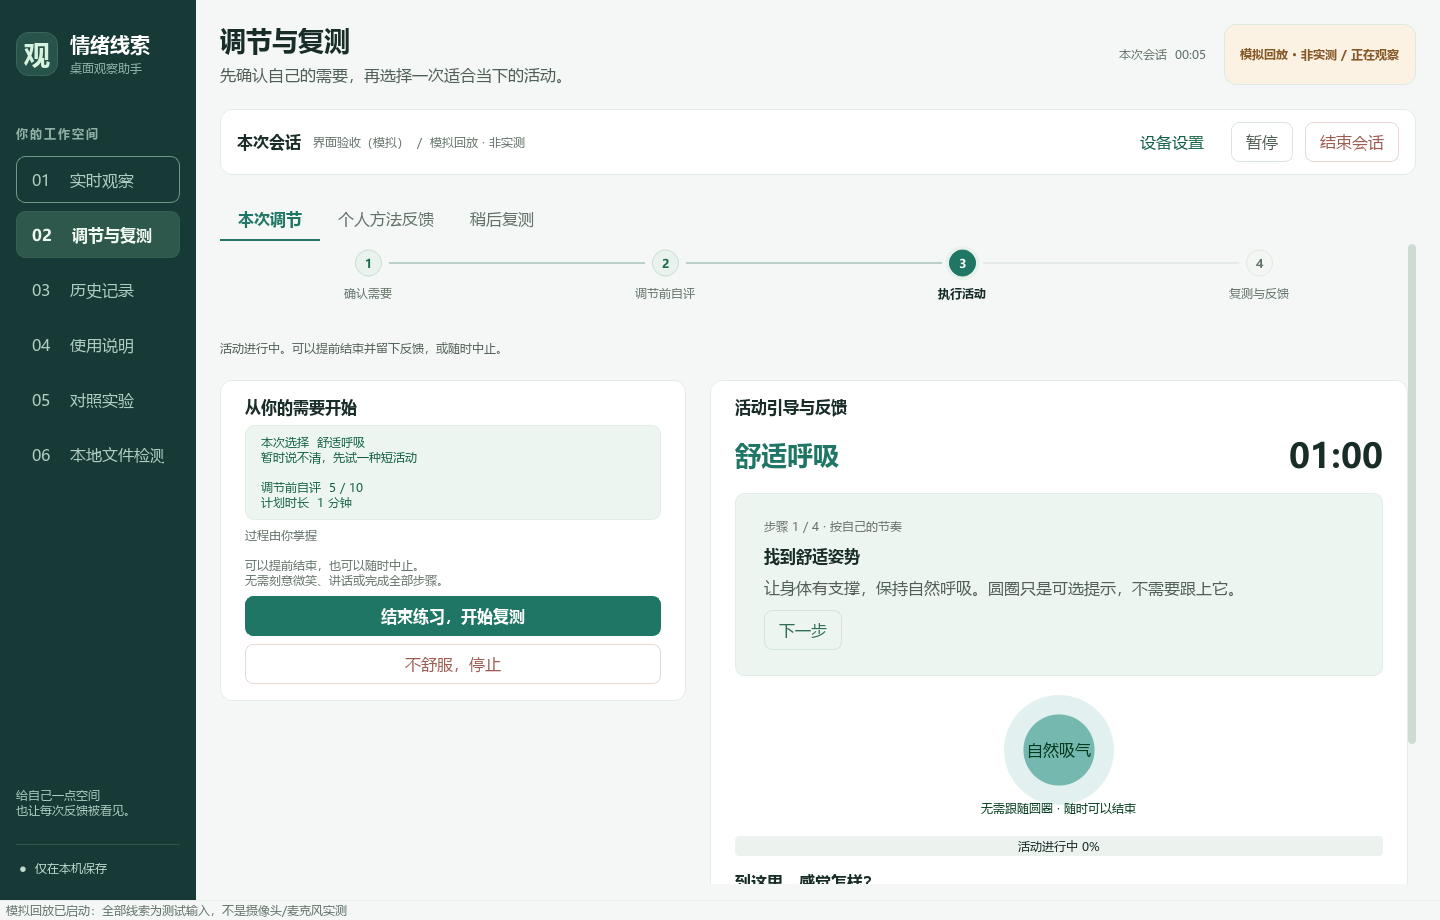 观
情绪线索
桌面观察助手
你的工作空间
01 实时观察
02 调节与复测
03 历史记录
04 使用说明
05 对照实验
06 本地文件检测
给自己一点空间
也让每次反馈被看见。
● 仅在本机保存
调节与复测
先确认自己的需要，再选择一次适合当下的活动。
本次会话 00:05
模拟回放 · 非实测 / 正在观察
本次会话 界面验收（模拟） / 模拟回放 · 非实测
设备设置
暂停
结束会话
本次调节
个人方法反馈
稍后复测
1
2
3
4
确认需要
调节前自评
执行活动
复测与反馈
活动进行中。可以提前结束并留下反馈，或随时中止。
从你的需要开始
本次选择 舒适呼吸
暂时说不清，先试一种短活动
调节前自评 5 / 10
计划时长 1 分钟
过程由你掌握
可以提前结束，也可以随时中止。
无需刻意微笑、讲话或完成全部步骤。
结束练习，开始复测
不舒服，停止
活动引导与反馈
舒适呼吸
01:00
步骤 1 / 4 · 按自己的节奏
找到舒适姿势
让身体有支撑，保持自然呼吸。圆圈只是可选提示，不需要跟上它。
下一步
自然吸气
无需跟随圆圈 · 随时可以结束
活动进行中 0%
到这里，感觉怎样？
模拟回放已启动：全部线索为测试输入，不是摄像头/麦克风实测